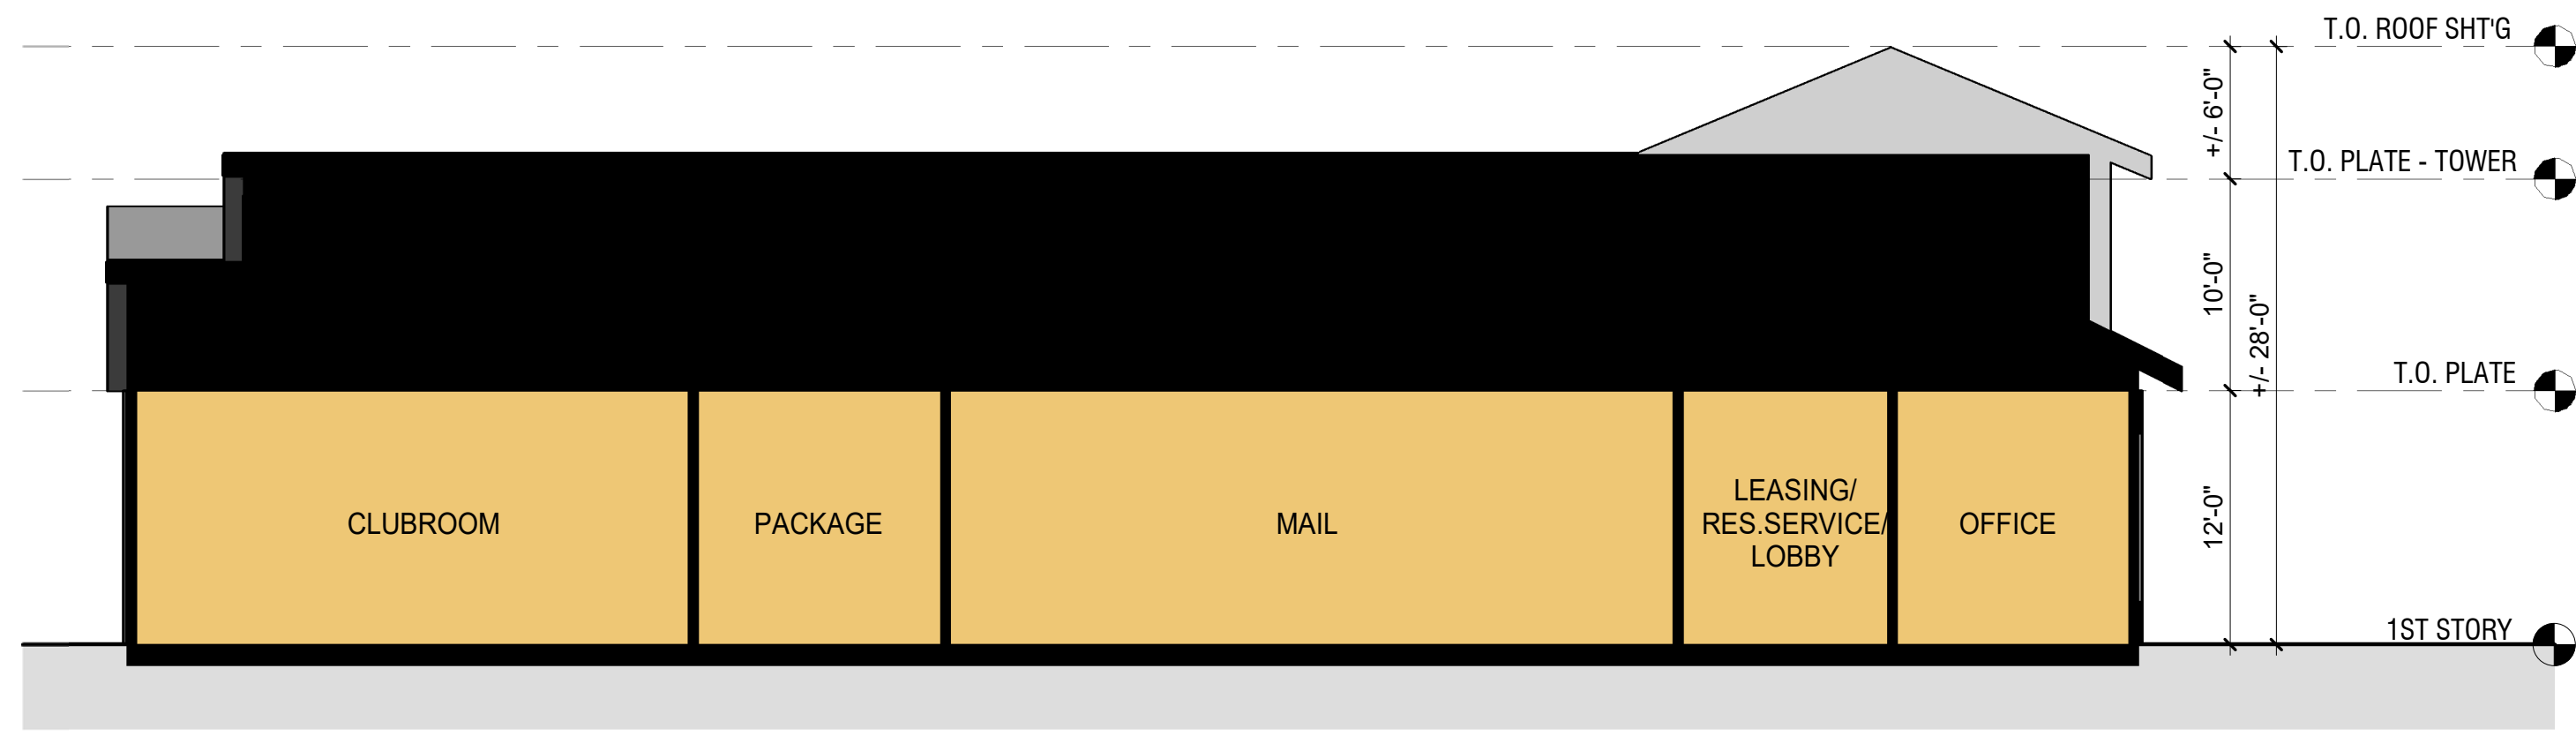 T.O. ROOF SHT'G
+/- 6'-0"
T.O. PLATE - TOWER
10'-0"
+/- 28'-0"
T.O. PLATE
12'-0"
CLUBROOM
PACKAGE
MAIL
LEASING/
RES.SERVICE/
LOBBY
OFFICE
1ST STORY